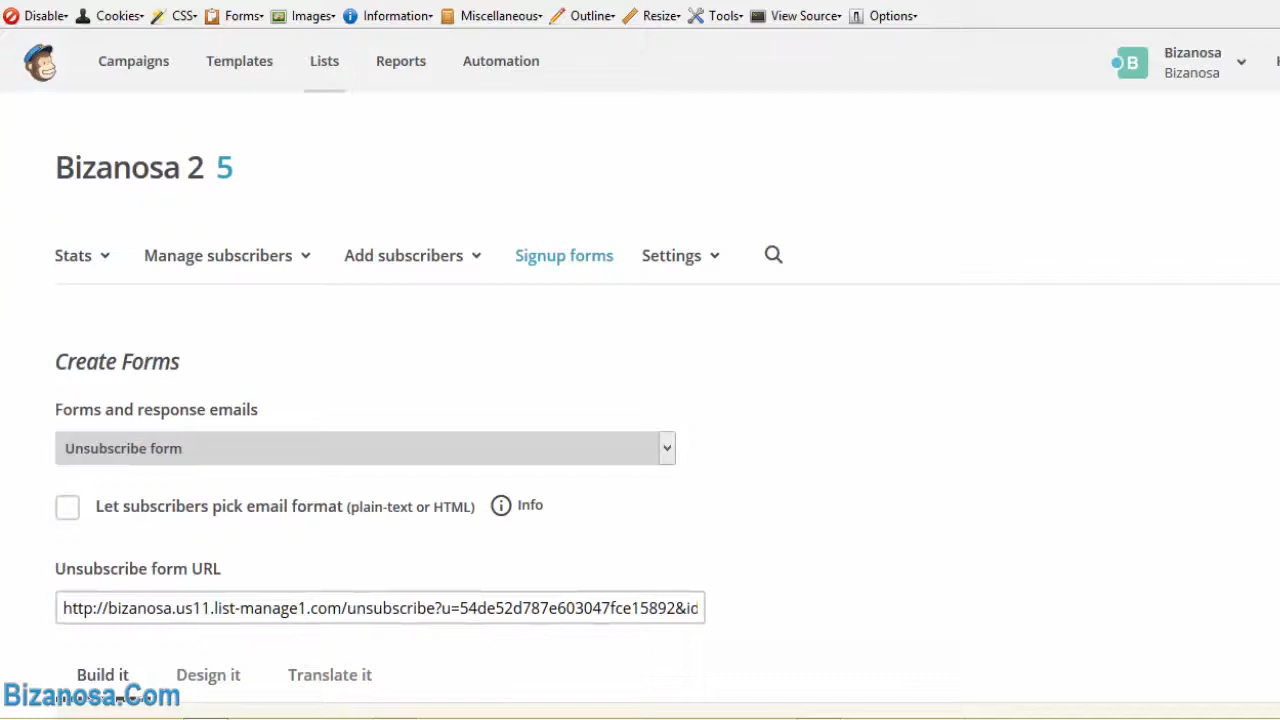 Disable Cookies CSS Forms Images Information Miscellaneous Outline Resize Tools View Source Options
Campaigns Templates Lists Reports Automation
B Bizanosa
Bizanosa
Bizanosa 2 5
Stats Manage subscribers Add subscribers Signup forms Settings
Create Forms
Forms and response emails
Unsubscribe form
Let subscribers pick email format (plain-text or HTML) Info
Unsubscribe form URL
http://bizanosa.us11.list-manage1.com/unsubscribe?u=54de52d787e603047fce15892&id
Build it Design it Translate it
Bizanosa.Com